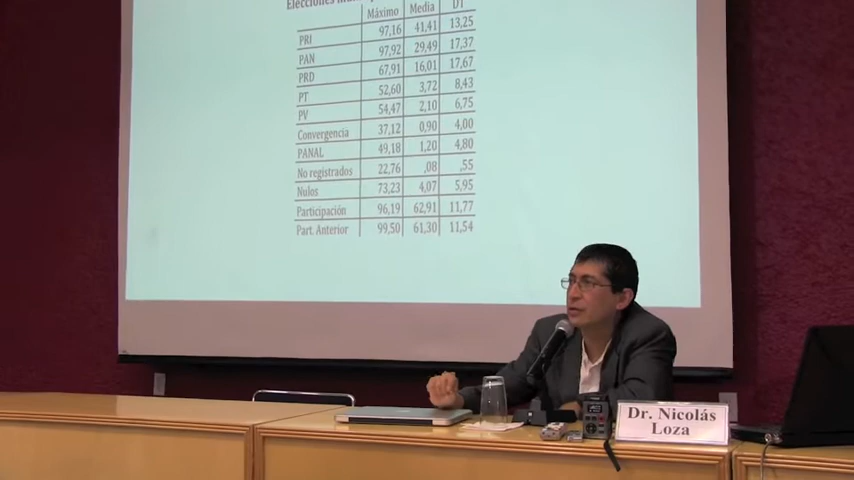 Elecciones
Máximo Media DT
PRI 97,16 41,41 13,25
PAN 97,92 29,49 17,37
PRD 67,91 16,01 17,67
PT 52,60 3,72 8,43
PV 54,47 2,10 6,75
Convergencia 37,12 0,90 4,00
PANAL 49,18 1,20 4,80
No registrados 22,76 ,08 ,55
Nulos 73,23 4,07 5,95
Participación 96,19 62,91 11,77
Part. Anterior 99,50 61,30 11,54
Dr. Nicolás
Loza